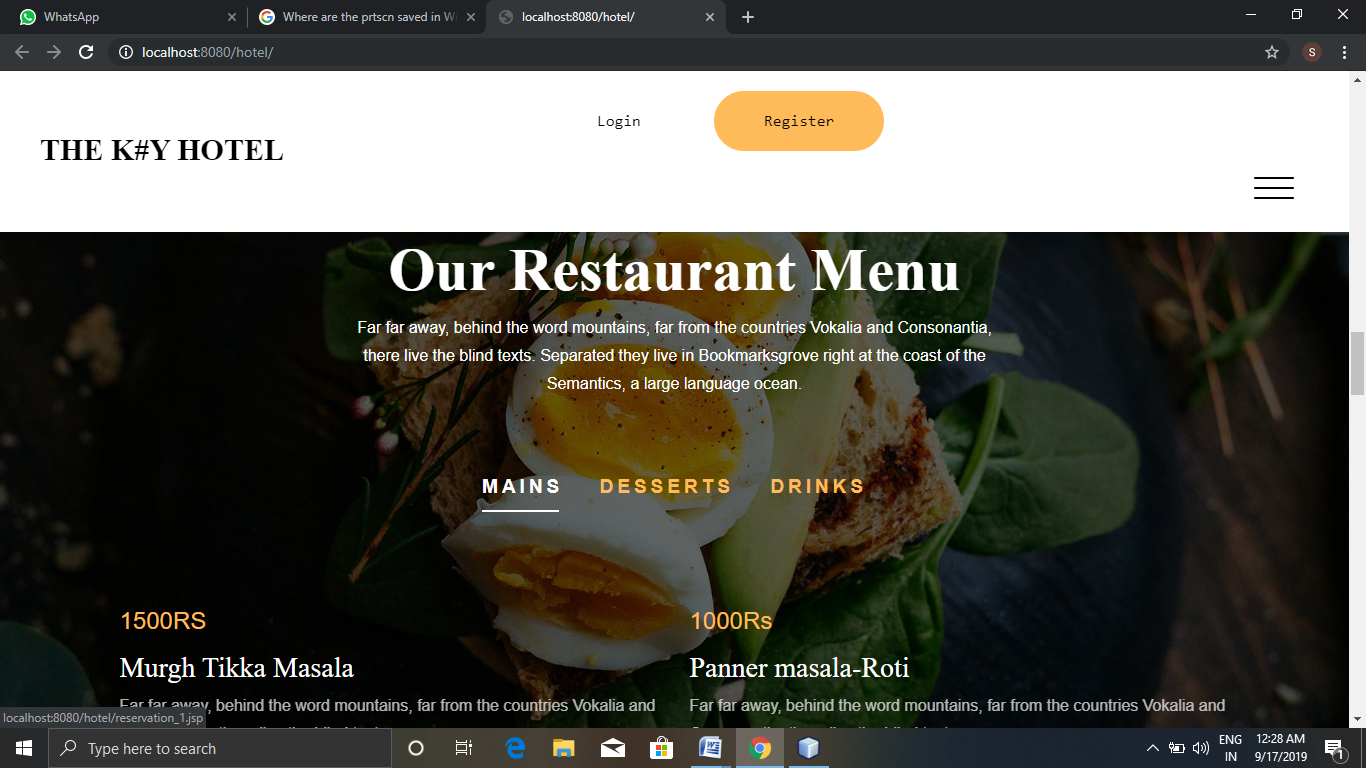 WhatsApp
Where are the prtscn saved in Wi
localhost:8080/hotel/
localhost:8080/hotel/
S
Login
Register
THE K#Y HOTEL
Our Restaurant Menu
Far far away, behind the word mountains, far from the countries Vokalia and Consonantia,
there live the blind texts. Separated they live in Bookmarksgrove right at the coast of the
Semantics, a large language ocean.
MAINS DESSERTS DRINKS
1500RS
Murgh Tikka Masala
Far far away, behind the word mountains, far from the countries Vokalia and
1000Rs
Panner masala-Roti
Far far away, behind the word mountains, far from the countries Vokalia and
localhost:8080/hotel/reservation_1.jsp
Type here to search
ENG
IN
12:28 AM
9/17/2019
1